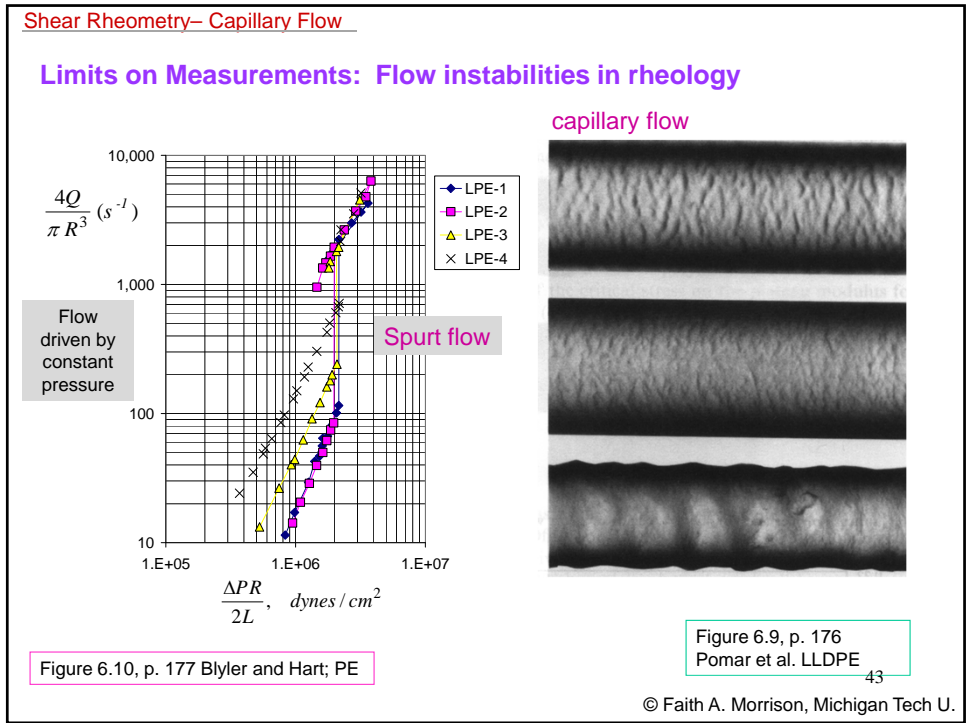 Shear Rheometry– Capillary Flow
Limits on Measurements: Flow instabilities in rheology
capillary flow
10,000
1,000
100
10
4Q
π R³ (s⁻¹)
LPE-1
LPE-2
LPE-3
LPE-4
Flow
driven by
constant
pressure
Spurt flow
1.E+05
1.E+06
1.E+07
ΔPR
2L , dynes/cm²
Figure 6.10, p. 177 Blyler and Hart; PE
Figure 6.9, p. 176
Pomar et al. LLDPE
43
© Faith A. Morrison, Michigan Tech U.